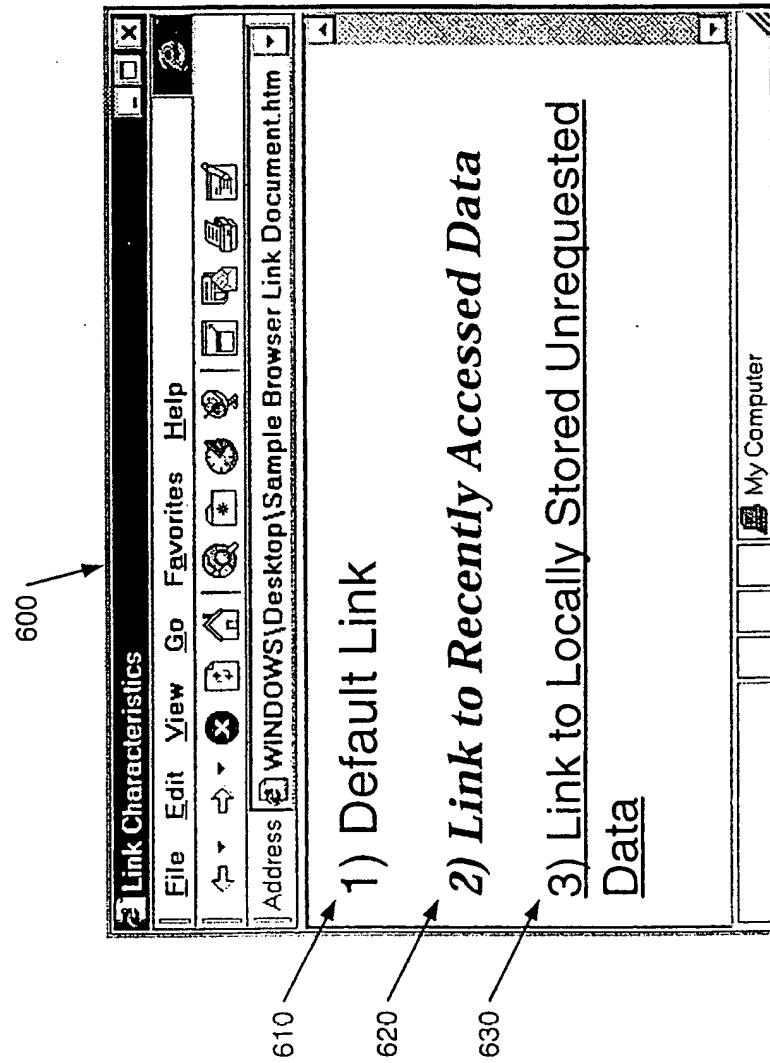 600
Link Characteristics
File Edit View Go Favorites Help
Address WINDOWS\Desktop\Sample Browser Link Document.htm
610
1) Default Link
620
2) Link to Recently Accessed Data
630
3) Link to Locally Stored Unrequested
Data
My Computer